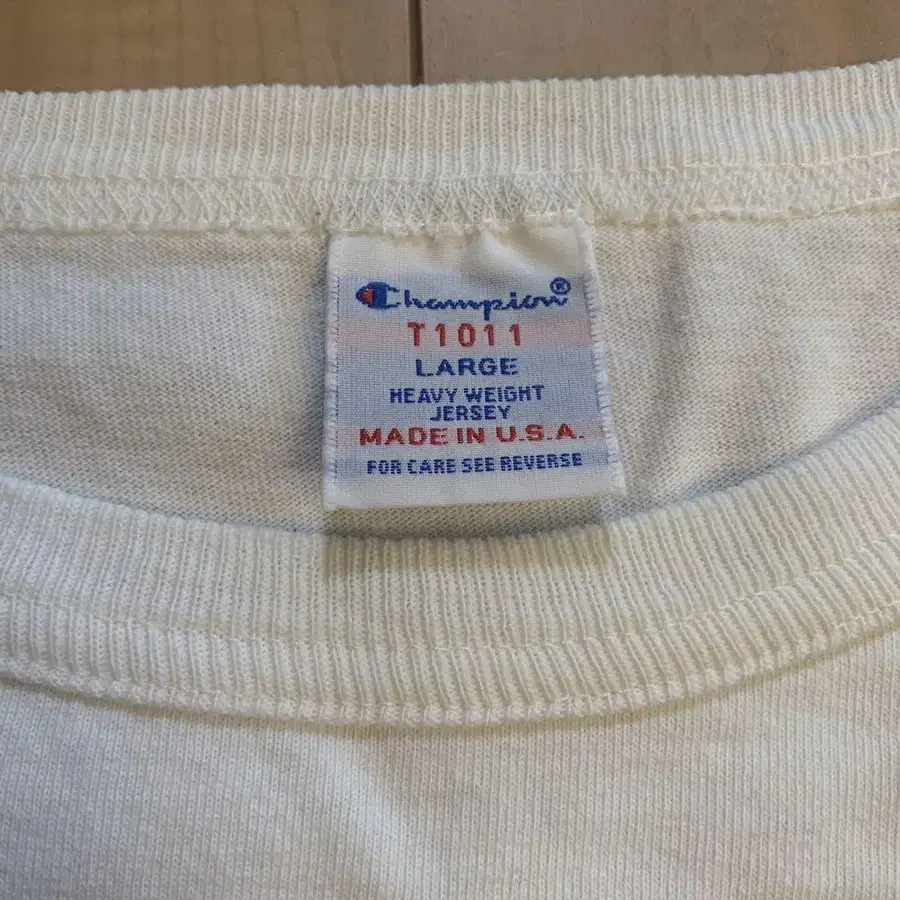 Champion®
T1011
LARGE
HEAVY WEIGHT
JERSEY
MADE IN U.S.A.
FOR CARE SEE REVERSE